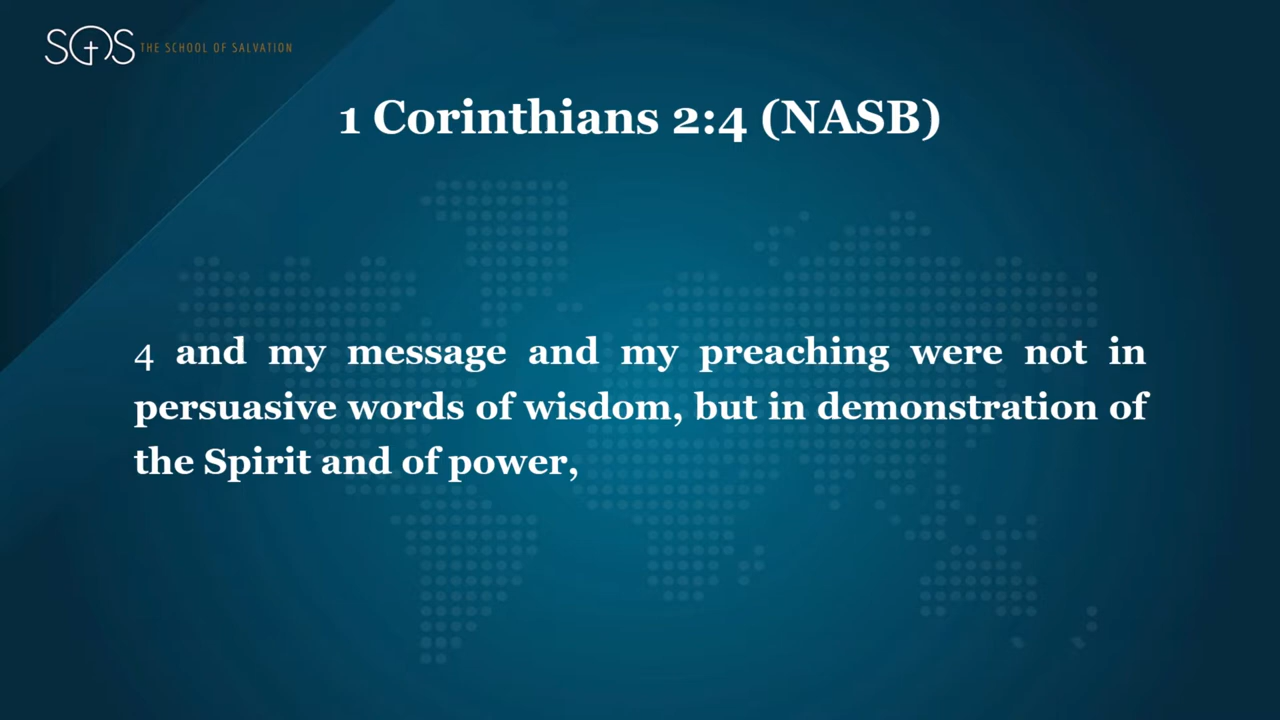 SOS THE SCHOOL OF SALVATION
1 Corinthians 2:4 (NASB)
4 and my message and my preaching were not in
persuasive words of wisdom, but in demonstration of
the Spirit and of power,